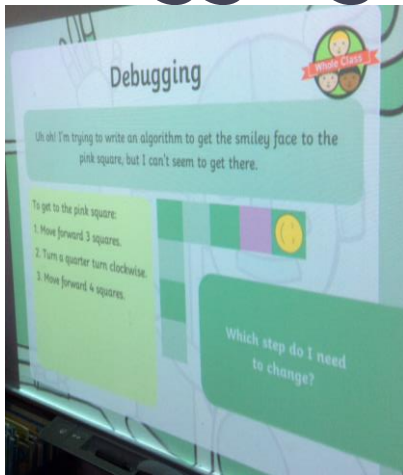 Debugging
Whole Class
Uh oh! I'm trying to write an algorithm to get the smiley face to the
pink square, but I can't seem to get there.
To get to the pink square:
1. Move forward 3 squares.
2. Turn a quarter turn clockwise.
3. Move forward 4 squares.
Which step do I need
to change?